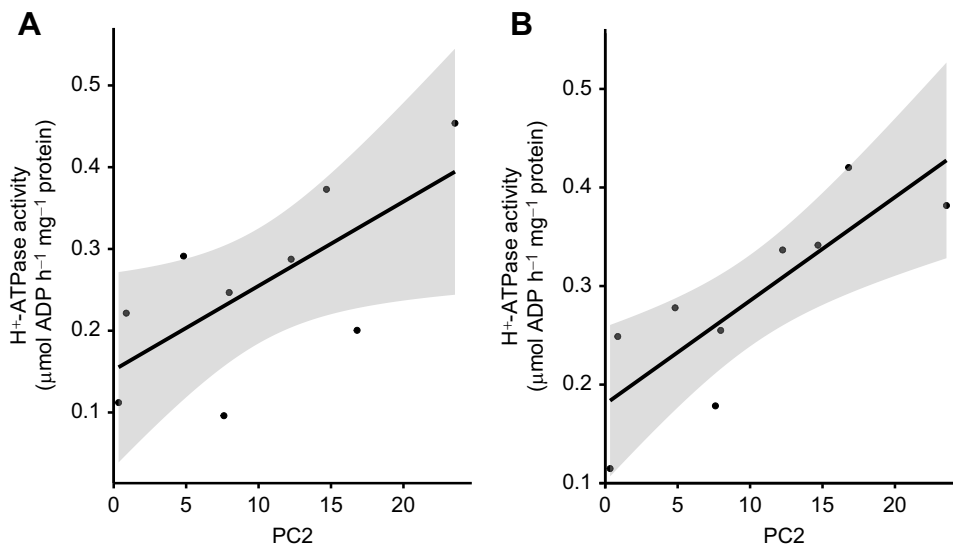 A
H⁺-ATPase activity
(μmol ADP h⁻¹ mg⁻¹ protein)
0.5
0.4
0.3
0.2
0.1
0 5 10 15 20
PC2
B
H⁺-ATPase activity
(μmol ADP h⁻¹ mg⁻¹ protein)
0.5
0.4
0.3
0.2
0.1
0 5 10 15 20
PC2